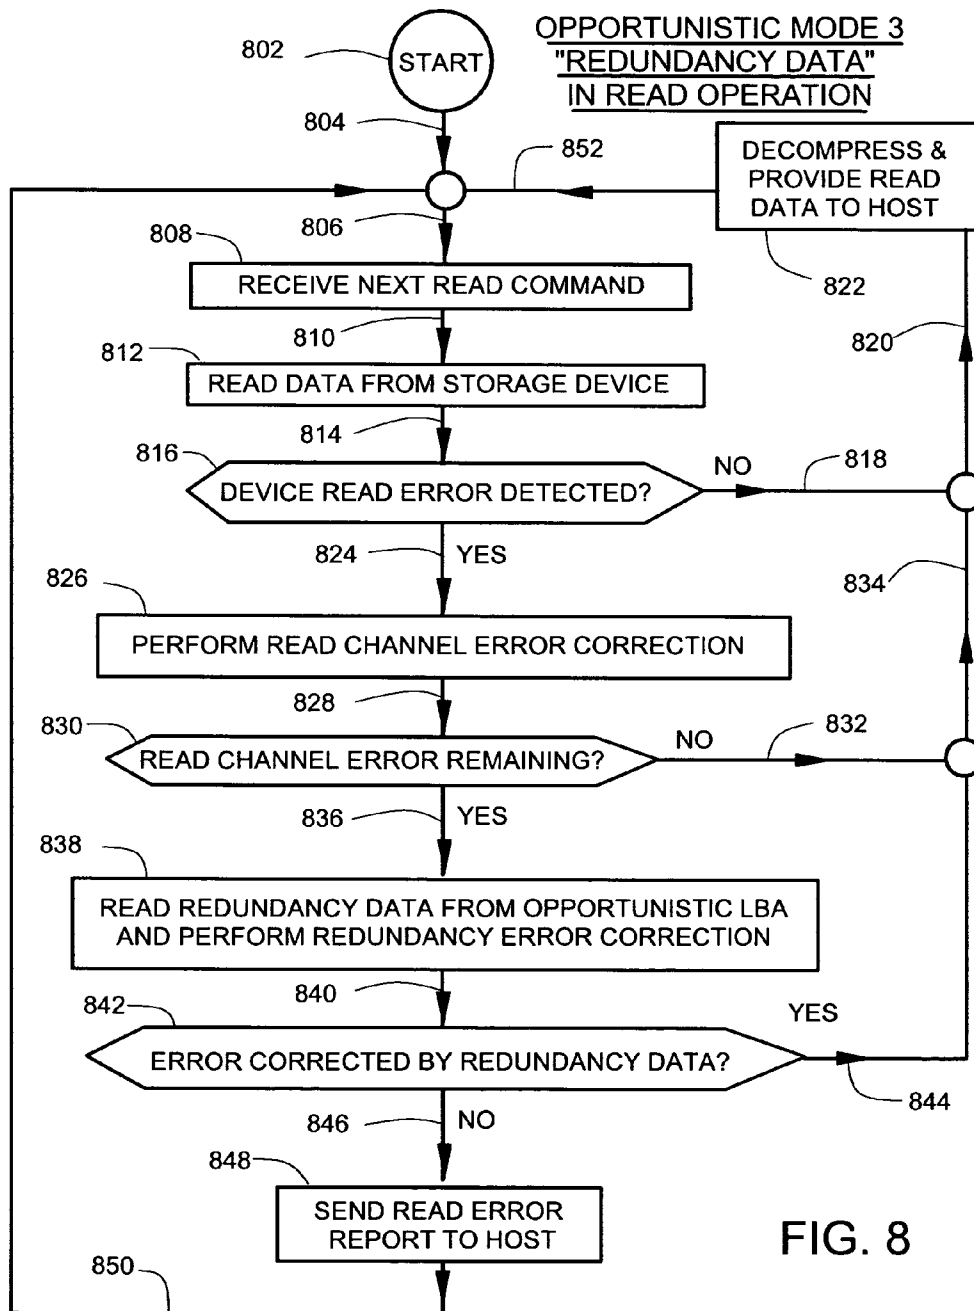 OPPORTUNISTIC MODE 3
"REDUNDANCY DATA"
IN READ OPERATION
802
START
804
852
DECOMPRESS &
PROVIDE READ
DATA TO HOST
806
808
822
RECEIVE NEXT READ COMMAND
810
820
812
READ DATA FROM STORAGE DEVICE
814
816
NO
818
DEVICE READ ERROR DETECTED?
824
YES
834
826
PERFORM READ CHANNEL ERROR CORRECTION
828
830
NO
832
READ CHANNEL ERROR REMAINING?
836
YES
838
READ REDUNDANCY DATA FROM OPPORTUNISTIC LBA
AND PERFORM REDUNDANCY ERROR CORRECTION
840
842
YES
ERROR CORRECTED BY REDUNDANCY DATA?
844
846
NO
848
SEND READ ERROR
REPORT TO HOST
FIG. 8
850